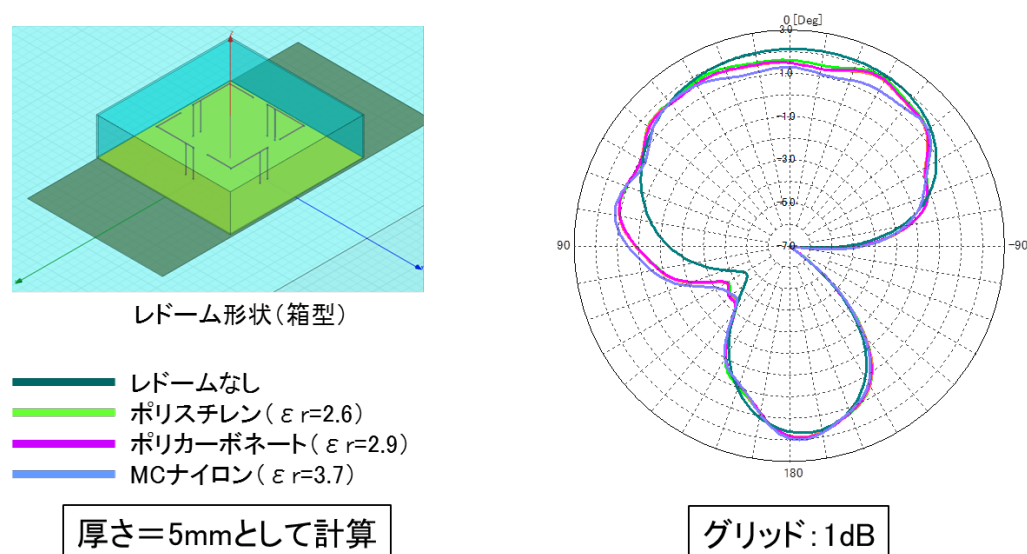 レドーム形状(箱型)
レドームなし
ポリスチレン(εr=2.6)
ポリカーボネート(εr=2.9)
MCナイロン(εr=3.7)
厚さ=5mmとして計算
0 [Deg]
3.0
1.0
-1.0
-3.0
-5.0
-7.0
90
-90
180
グリッド:1dB